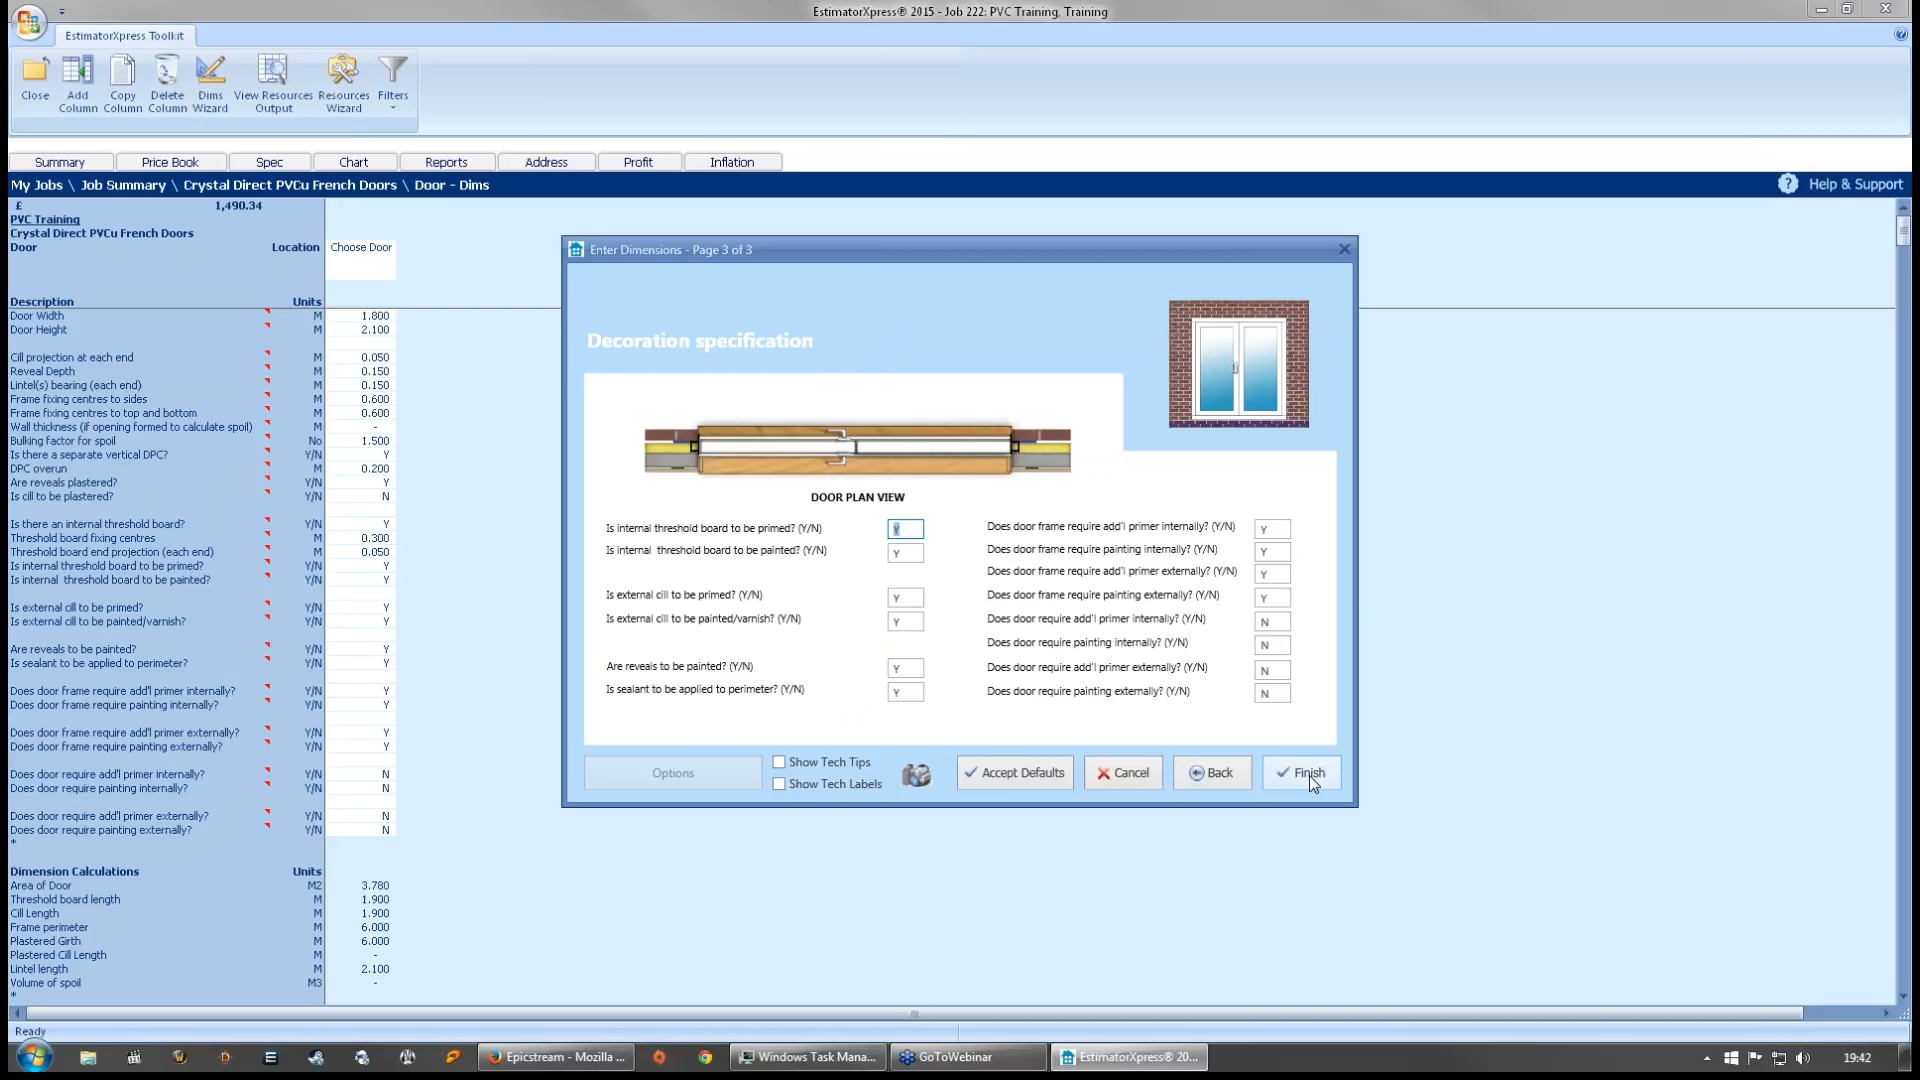 EstimatorXpress® 2015 - Job 222: PVC Training, Training
EstimatorXpress Toolkit
Close
Add Column
Copy Column
Delete Column
Dims Wizard
View Resources Output
Resources Wizard
Filters
Summary Price Book Spec Chart Reports Address Profit Inflation
My Jobs \ Job Summary \ Crystal Direct PVCu French Doors \ Door - Dims
? Help & Support
£ 1,490.34
PVC Training
Crystal Direct PVCu French Doors
Door Location Choose Door
Description Units
Door Width M 1.800
Door Height M 2.100
Cill projection at each end M 0.050
Reveal Depth M 0.150
Lintel(s) bearing (each end) M 0.150
Frame fixing centres to sides M 0.600
Frame fixing centres to top and bottom M 0.600
Wall thickness (if opening formed to calculate spoil) M -
Bulking factor for spoil No 1.500
Is there a separate vertical DPC? Y/N Y
DPC overun M 0.200
Are reveals plastered? Y/N Y
Is cill to be plastered? Y/N N
Is there an internal threshold board? Y/N Y
Threshold board fixing centres M 0.300
Threshold board end projection (each end) M 0.050
Is internal threshold board to be primed? Y/N Y
Is internal  threshold board to be painted? Y/N Y
Is external cill to be primed? Y/N Y
Is external cill to be painted/varnish? Y/N Y
Are reveals to be painted? Y/N Y
Is sealant to be applied to perimeter? Y/N Y
Does door frame require add'l primer internally? Y/N Y
Does door frame require painting internally? Y/N Y
Does door frame require add'l primer externally? Y/N Y
Does door frame require painting externally? Y/N Y
Does door require add'l primer internally? Y/N N
Does door require painting internally? Y/N N
Does door require add'l primer externally? Y/N N
Does door require painting externally? Y/N N
*
Dimension Calculations Units
Area of Door M2 3.780
Threshold board length M 1.900
Cill Length M 1.900
Frame perimeter M 6.000
Plastered Girth M 6.000
Plastered Cill Length M -
Lintel length M 2.100
Volume of spoil M3 -
*
Enter Dimensions - Page 3 of 3
Decoration specification
DOOR PLAN VIEW
Is internal threshold board to be primed? (Y/N) Y
Is internal  threshold board to be painted? (Y/N) Y
Is external cill to be primed? (Y/N) Y
Is external cill to be painted/varnish? (Y/N) Y
Are reveals to be painted? (Y/N) Y
Is sealant to be applied to perimeter? (Y/N) Y
Does door frame require add'l primer internally? (Y/N) Y
Does door frame require painting internally? (Y/N) Y
Does door frame require add'l primer externally? (Y/N) Y
Does door frame require painting externally? (Y/N) Y
Does door require add'l primer internally? (Y/N) N
Does door require painting internally? (Y/N) N
Does door require add'l primer externally? (Y/N) N
Does door require painting externally? (Y/N) N
Options
Show Tech Tips
Show Tech Labels
Accept Defaults
Cancel
Back
Finish
Ready
Epicstream - Mozilla ...
Windows Task Mana...
GoToWebinar
EstimatorXpress® 20...
19:42